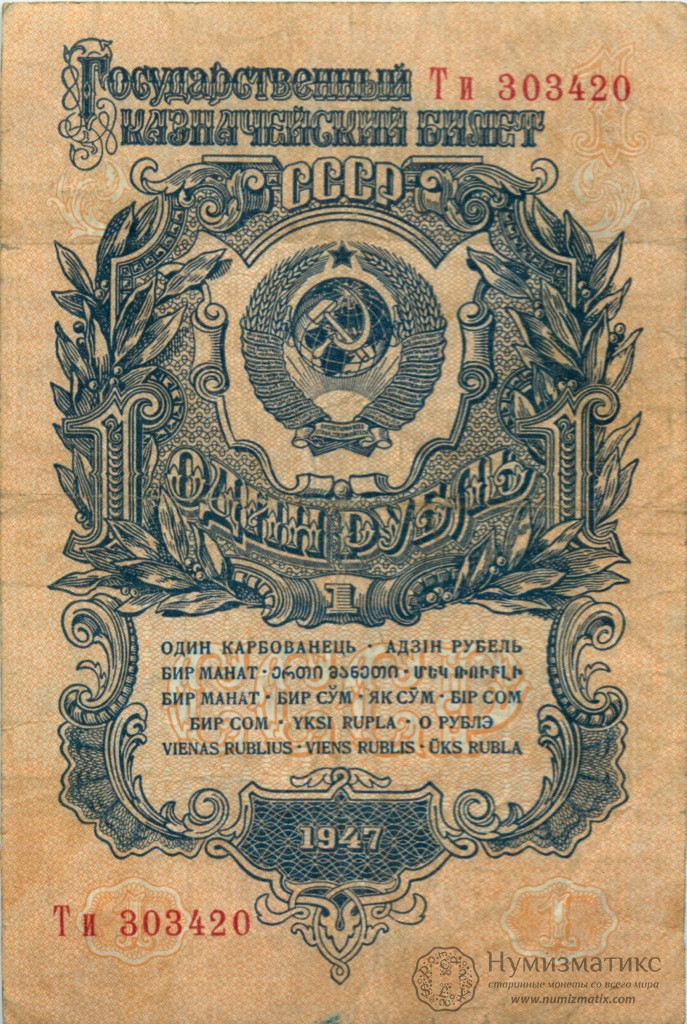 Государственный Ти 303420
казначейский билет
СССР
1 1
ОДИН РУБЛЬ
1
ОДИН КАРБОВАНЕЦЬ · АДЗІН РУБЕЛЬ
БИР МАНАТ · ᲔᲠᲗᲘ ᲛᲐᲜᲔᲗᲘ · ՄԵԿ ՌՈՒԲԼԻ
БИР МАНАТ · БИР СЎМ · ЯК СӮМ · БІР СОМ
БИР СОМ · YKSI RUPLA · О РУБЛЭ
VIENAS RUBLIUS · VIENS RUBLIS · ÜKS RUBLA
1947
Ти 303420
1 1
Нумизматикс
старинные монеты со всего мира
www.numizmatix.com